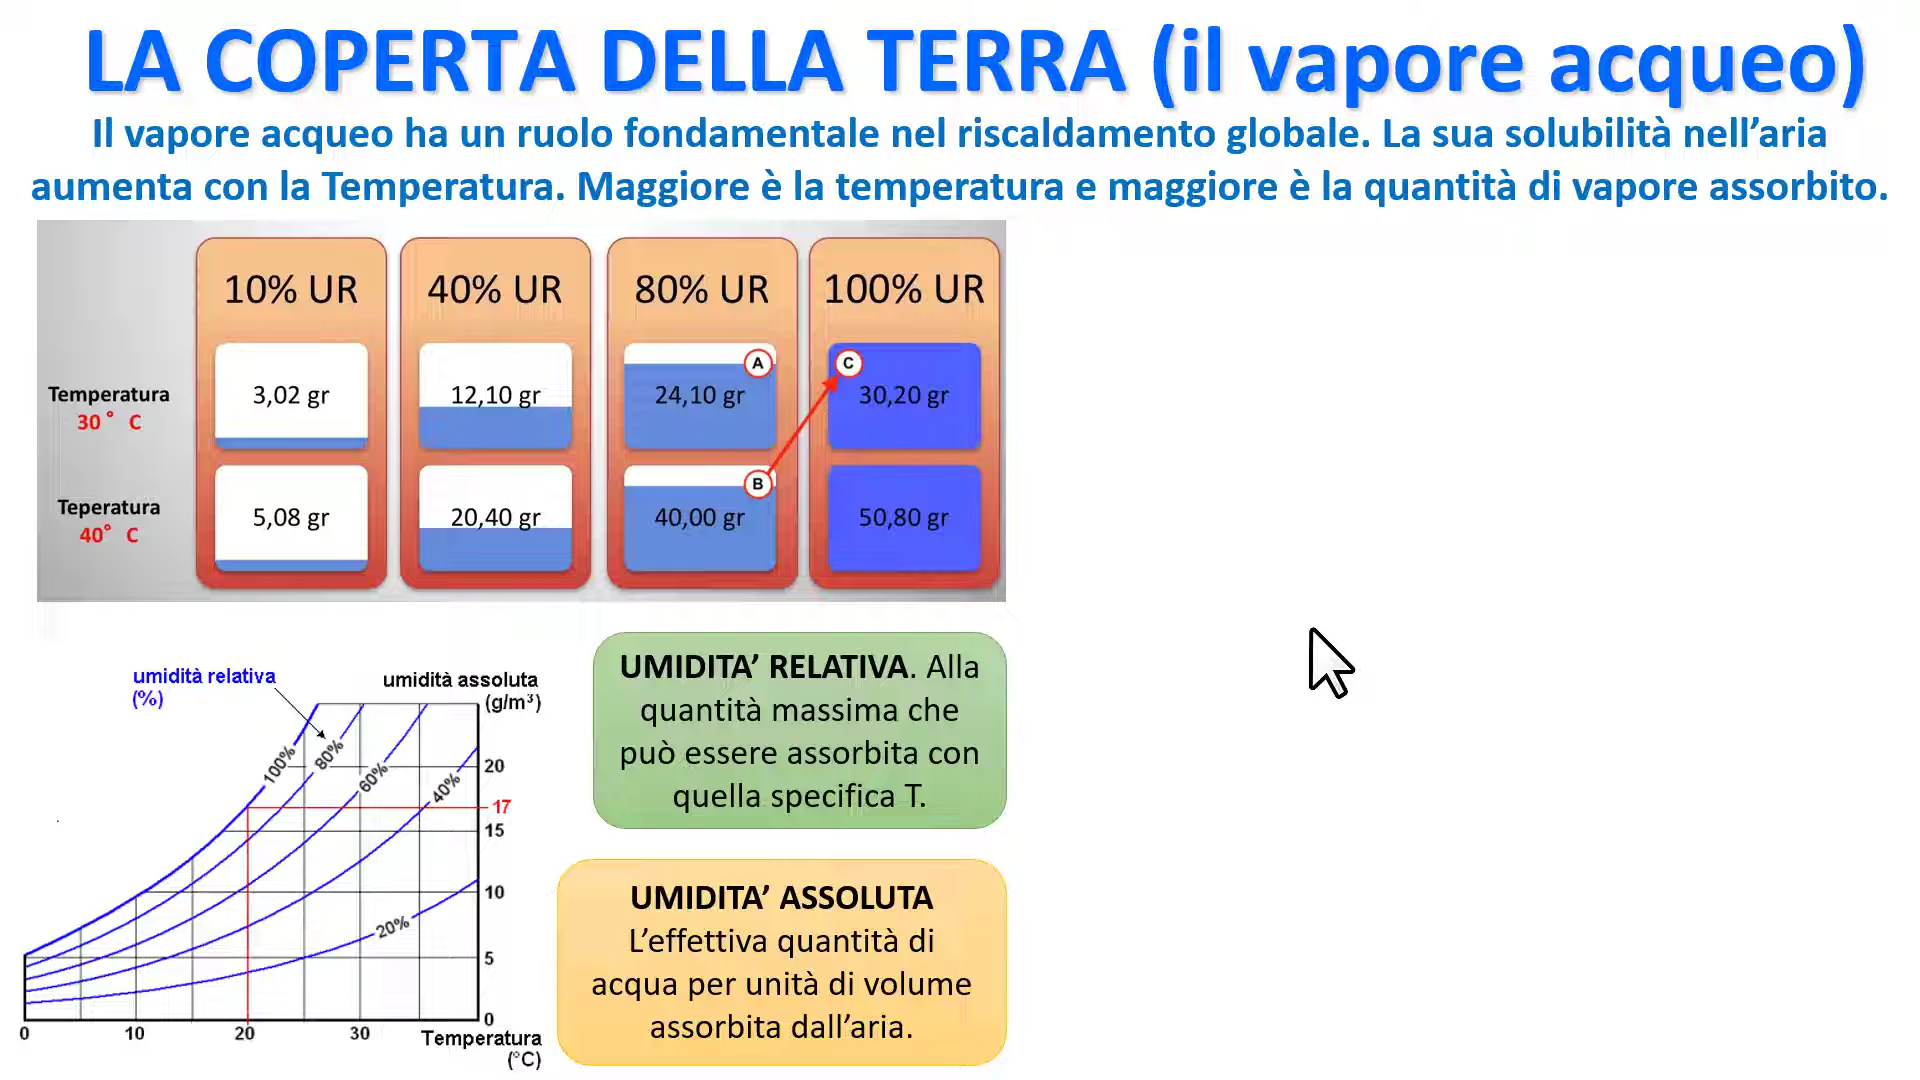 LA COPERTA DELLA TERRA (il vapore acqueo)
Il vapore acqueo ha un ruolo fondamentale nel riscaldamento globale. La sua solubilità nell’aria
aumenta con la Temperatura. Maggiore è la temperatura e maggiore è la quantità di vapore assorbito.
10% UR
40% UR
80% UR
100% UR
Temperatura
30° C
3,02 gr
12,10 gr
A
24,10 gr
C
30,20 gr
Teperatura
40° C
5,08 gr
20,40 gr
B
40,00 gr
50,80 gr
umidità relativa
(%)
umidità assoluta
(g/m³)
100%
80%
60%
40%
20%
20
17
15
10
5
0
0
10
20
30
Temperatura
(°C)
UMIDITA’ RELATIVA. Alla
quantità massima che
può essere assorbita con
quella specifica T.
UMIDITA’ ASSOLUTA
L’effettiva quantità di
acqua per unità di volume
assorbita dall’aria.